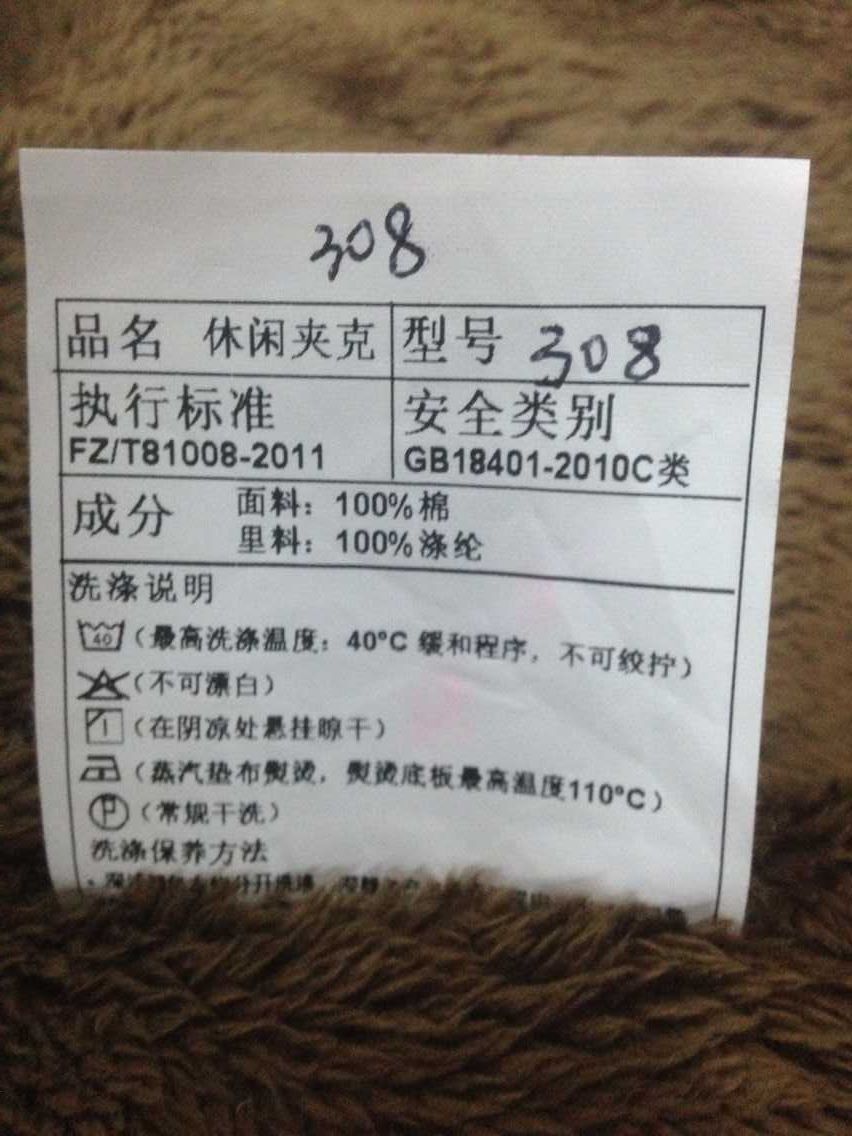 308
品名 休闲夹克 型号 308
执行标准 安全类别
FZ/T81008-2011 GB18401-2010C类
成分 面料：100%棉
里料：100%涤纶
洗涤说明
40（最高洗涤温度：40°C 缓和程序，不可绞拧）
（不可漂白）
（在阴凉处悬挂晾干）
（蒸汽垫布熨烫，熨烫底板最高温度110°C）
P（常规干洗）
洗涤保养方法
分开洗涤